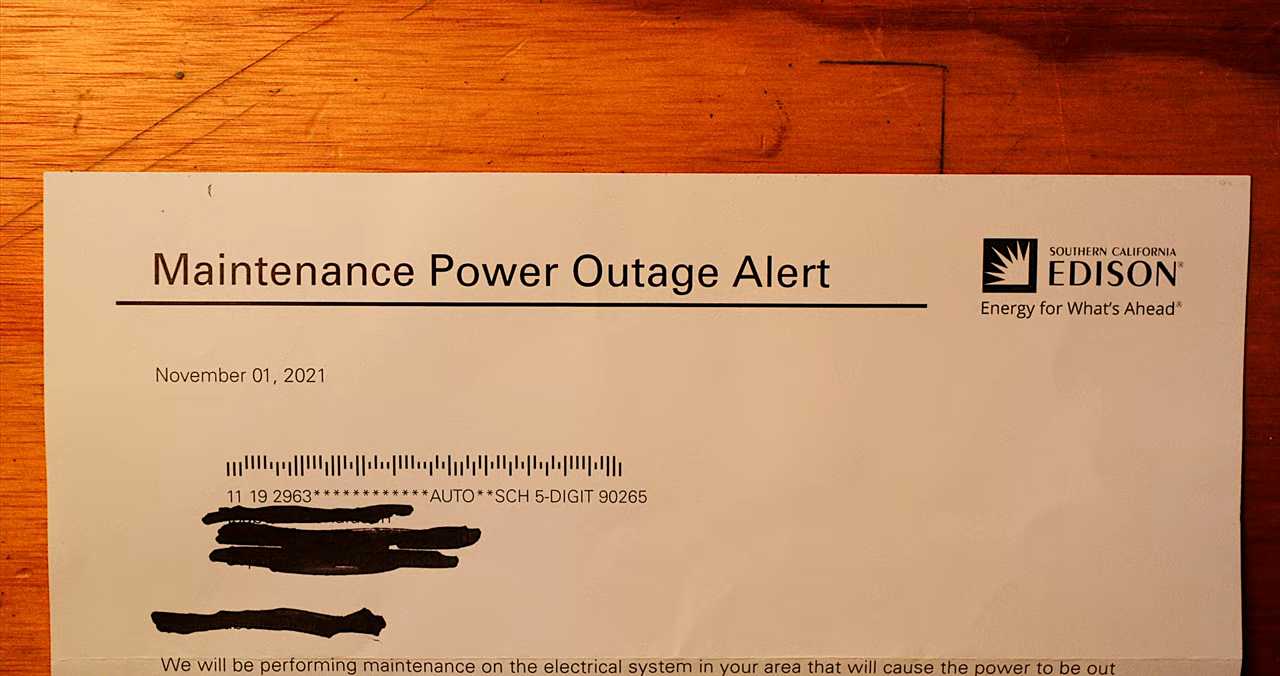 Maintenance Power Outage Alert
SOUTHERN CALIFORNIA
EDISON®
Energy for What's Ahead®
November 01, 2021
11 19 2963************AUTO**SCH 5-DIGIT 90265
We will be performing maintenance on the electrical system in your area that will cause the power to be out